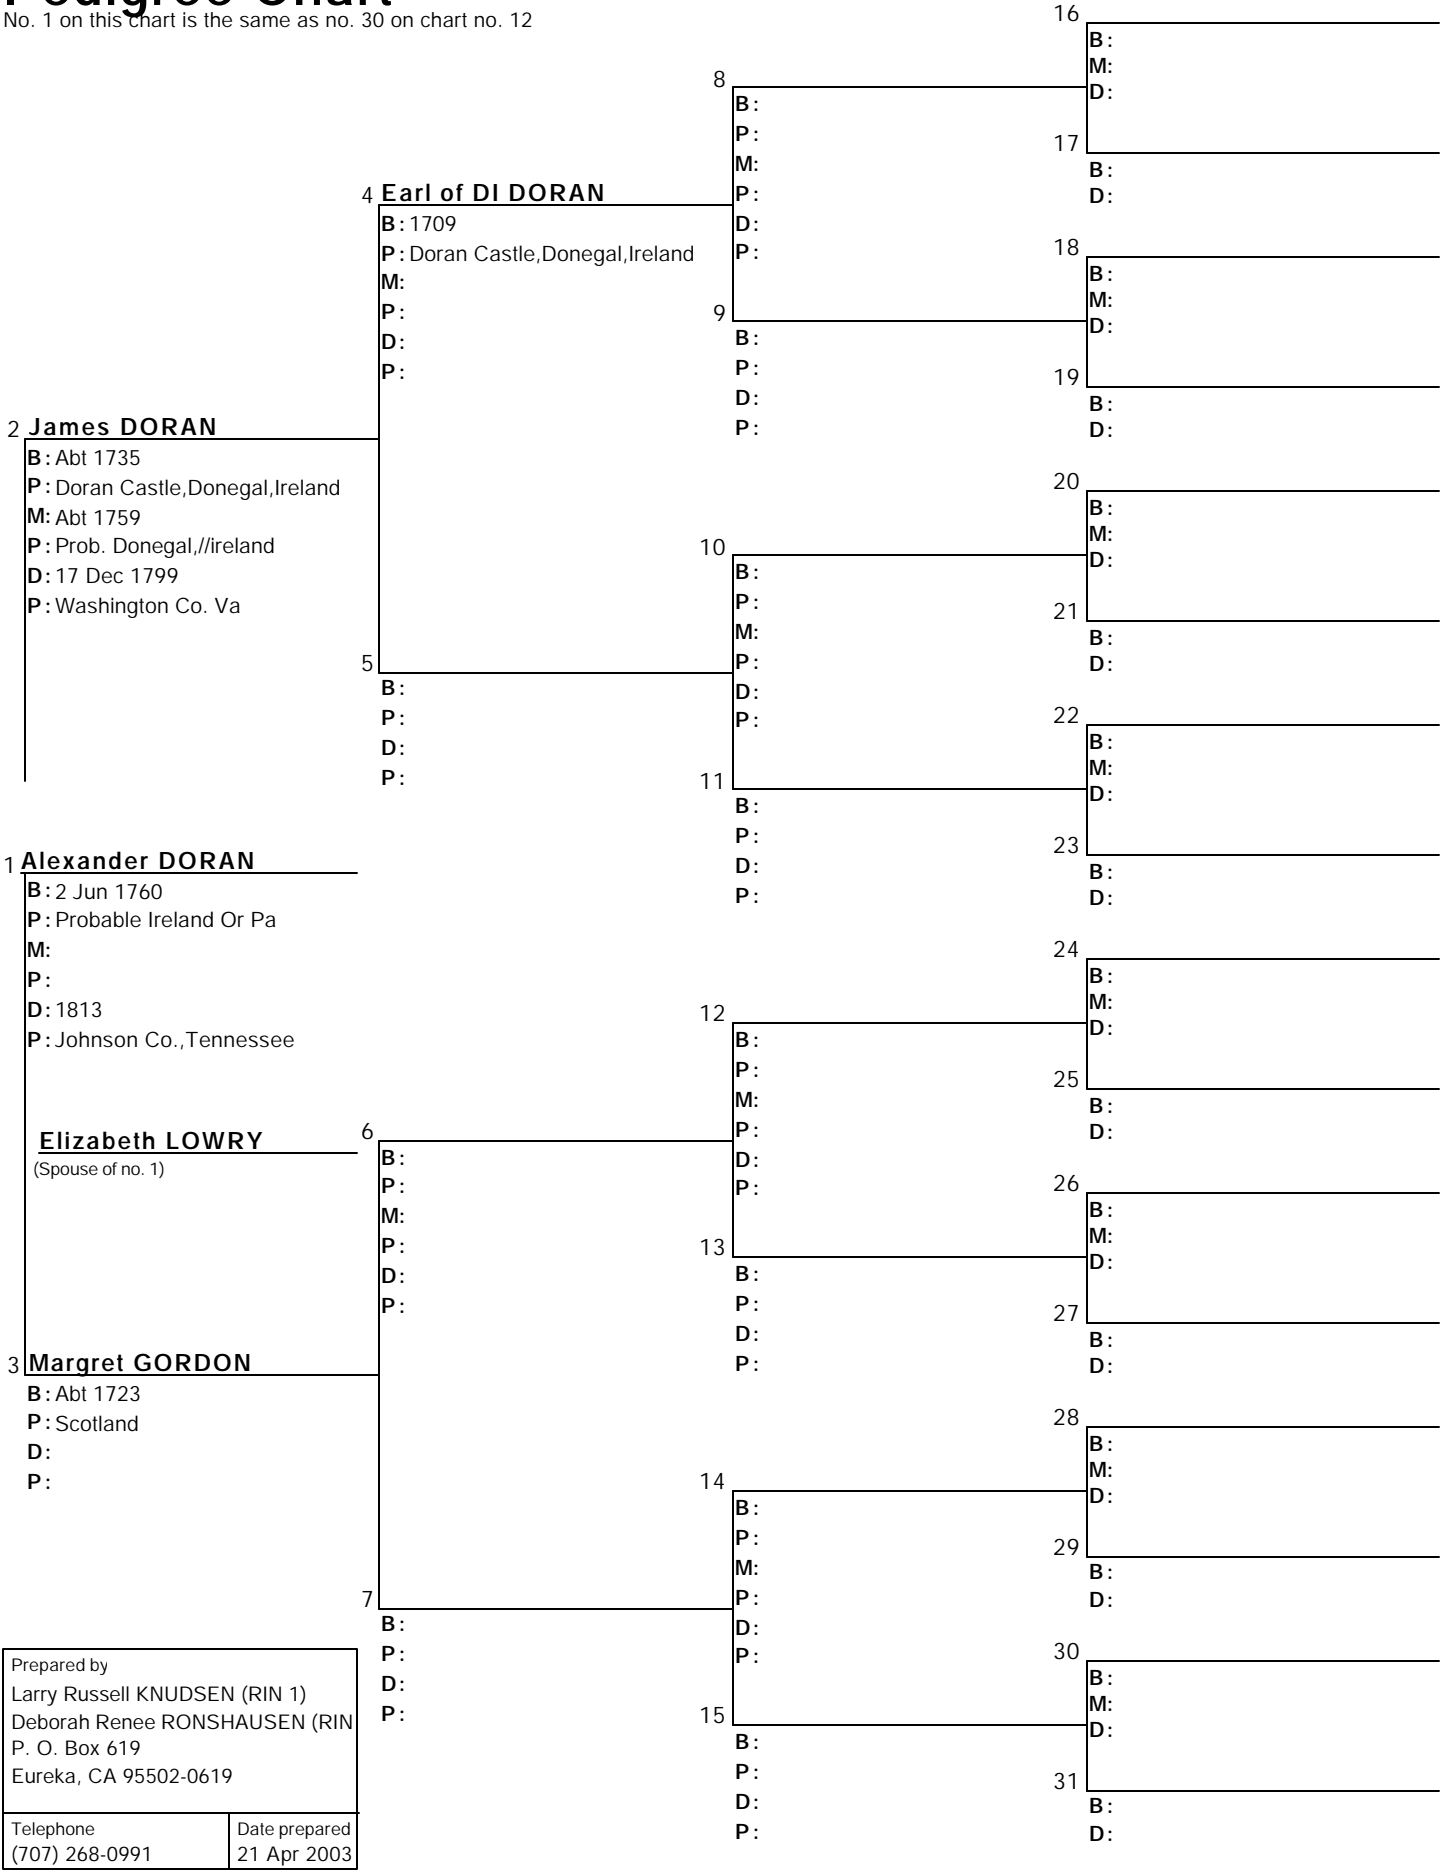 Pedigree Chart
No. 1 on this chart is the same as no. 30 on chart no. 12
2 James DORAN
B: Abt 1735
P: Doran Castle,Donegal,Ireland
M: Abt 1759
P: Prob. Donegal,//ireland
D: 17 Dec 1799
P: Washington Co. Va
1 Alexander DORAN
B: 2 Jun 1760
P: Probable Ireland Or Pa
M:
P:
D: 1813
P: Johnson Co.,Tennessee
Elizabeth LOWRY
(Spouse of no. 1)
3 Margret GORDON
B: Abt 1723
P: Scotland
D:
P:
4 Earl of DI DORAN
B: 1709
P: Doran Castle,Donegal,Ireland
M:
P:
D:
P:
5
B:
P:
D:
P:
6
B:
P:
M:
P:
D:
P:
7
B:
P:
D:
P:
8
B:
P:
M:
P:
D:
P:
9
B:
P:
D:
P:
10
B:
P:
M:
P:
D:
P:
11
B:
P:
D:
P:
12
B:
P:
M:
P:
D:
P:
13
B:
P:
D:
P:
14
B:
P:
M:
P:
D:
P:
15
B:
P:
D:
P:
16
B:
M:
D:
17
B:
D:
18
B:
M:
D:
19
B:
D:
20
B:
M:
D:
21
B:
D:
22
B:
M:
D:
23
B:
D:
24
B:
M:
D:
25
B:
D:
26
B:
M:
D:
27
B:
D:
28
B:
M:
D:
29
B:
D:
30
B:
M:
D:
31
B:
D:
Prepared by
Larry Russell KNUDSEN (RIN 1)
Deborah Renee RONSHAUSEN (RIN
P. O. Box 619
Eureka, CA 95502-0619
Telephone
(707) 268-0991
Date prepared
21 Apr 2003